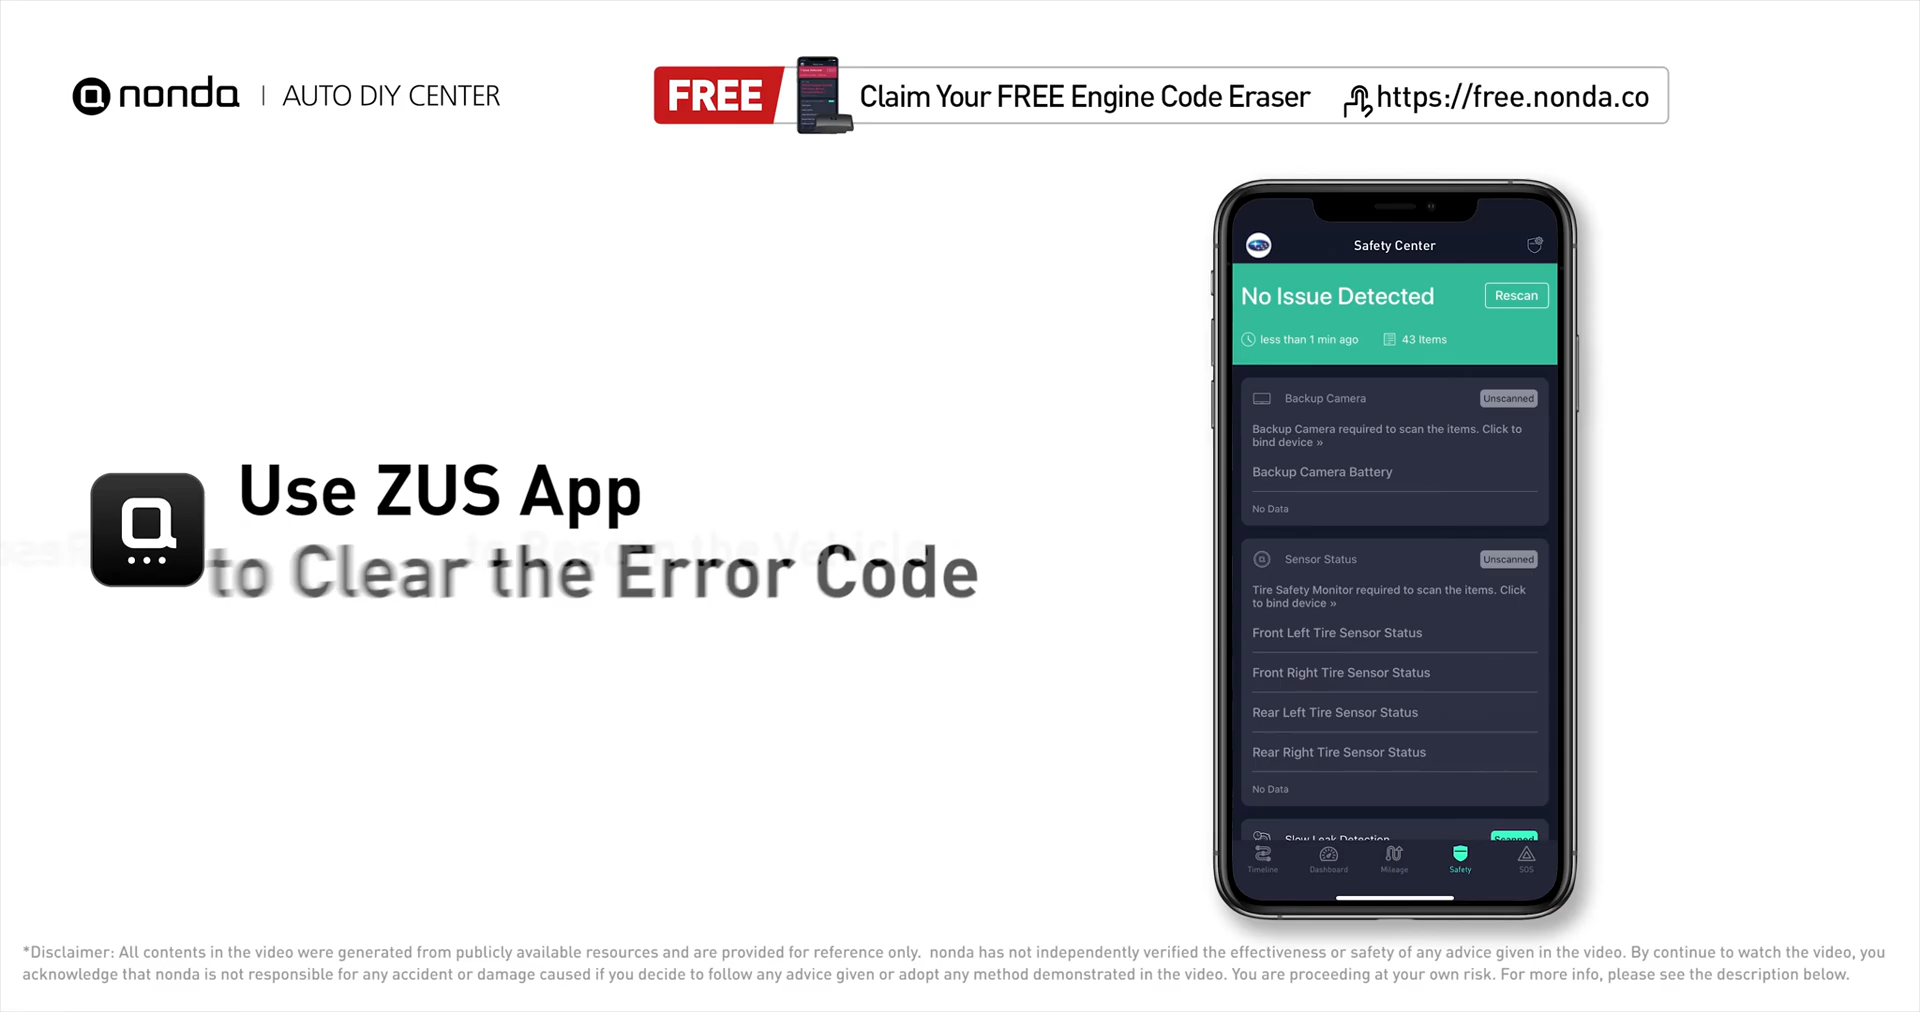 nonda | AUTO DIY CENTER
FREE Claim Your FREE Engine Code Eraser https://free.nonda.co
Safety Center
No Issue Detected Rescan
less than 1 min ago 43 Items
Backup Camera Unscanned
Backup Camera required to scan the items. Click to
bind device »
Backup Camera Battery
No Data
Sensor Status Unscanned
Tire Safety Monitor required to scan the items. Click
to bind device »
Front Left Tire Sensor Status
Front Right Tire Sensor Status
Rear Left Tire Sensor Status
Rear Right Tire Sensor Status
No Data
Slow Leak Detection Scanned
Timeline Dashboard Mileage Safety SOS
Use ZUS App
to Clear the Error Code
to Rescan the Vehicle
*Disclaimer: All contents in the video were generated from publicly available resources and are provided for reference only. nonda has not independently verified the effectiveness or safety of any advice given in the video. By continue to watch the video, you
acknowledge that nonda is not responsible for any accident or damage caused if you decide to follow any advice given or adopt any method demonstrated in the video. You are proceeding at your own risk. For more info, please see the description below.